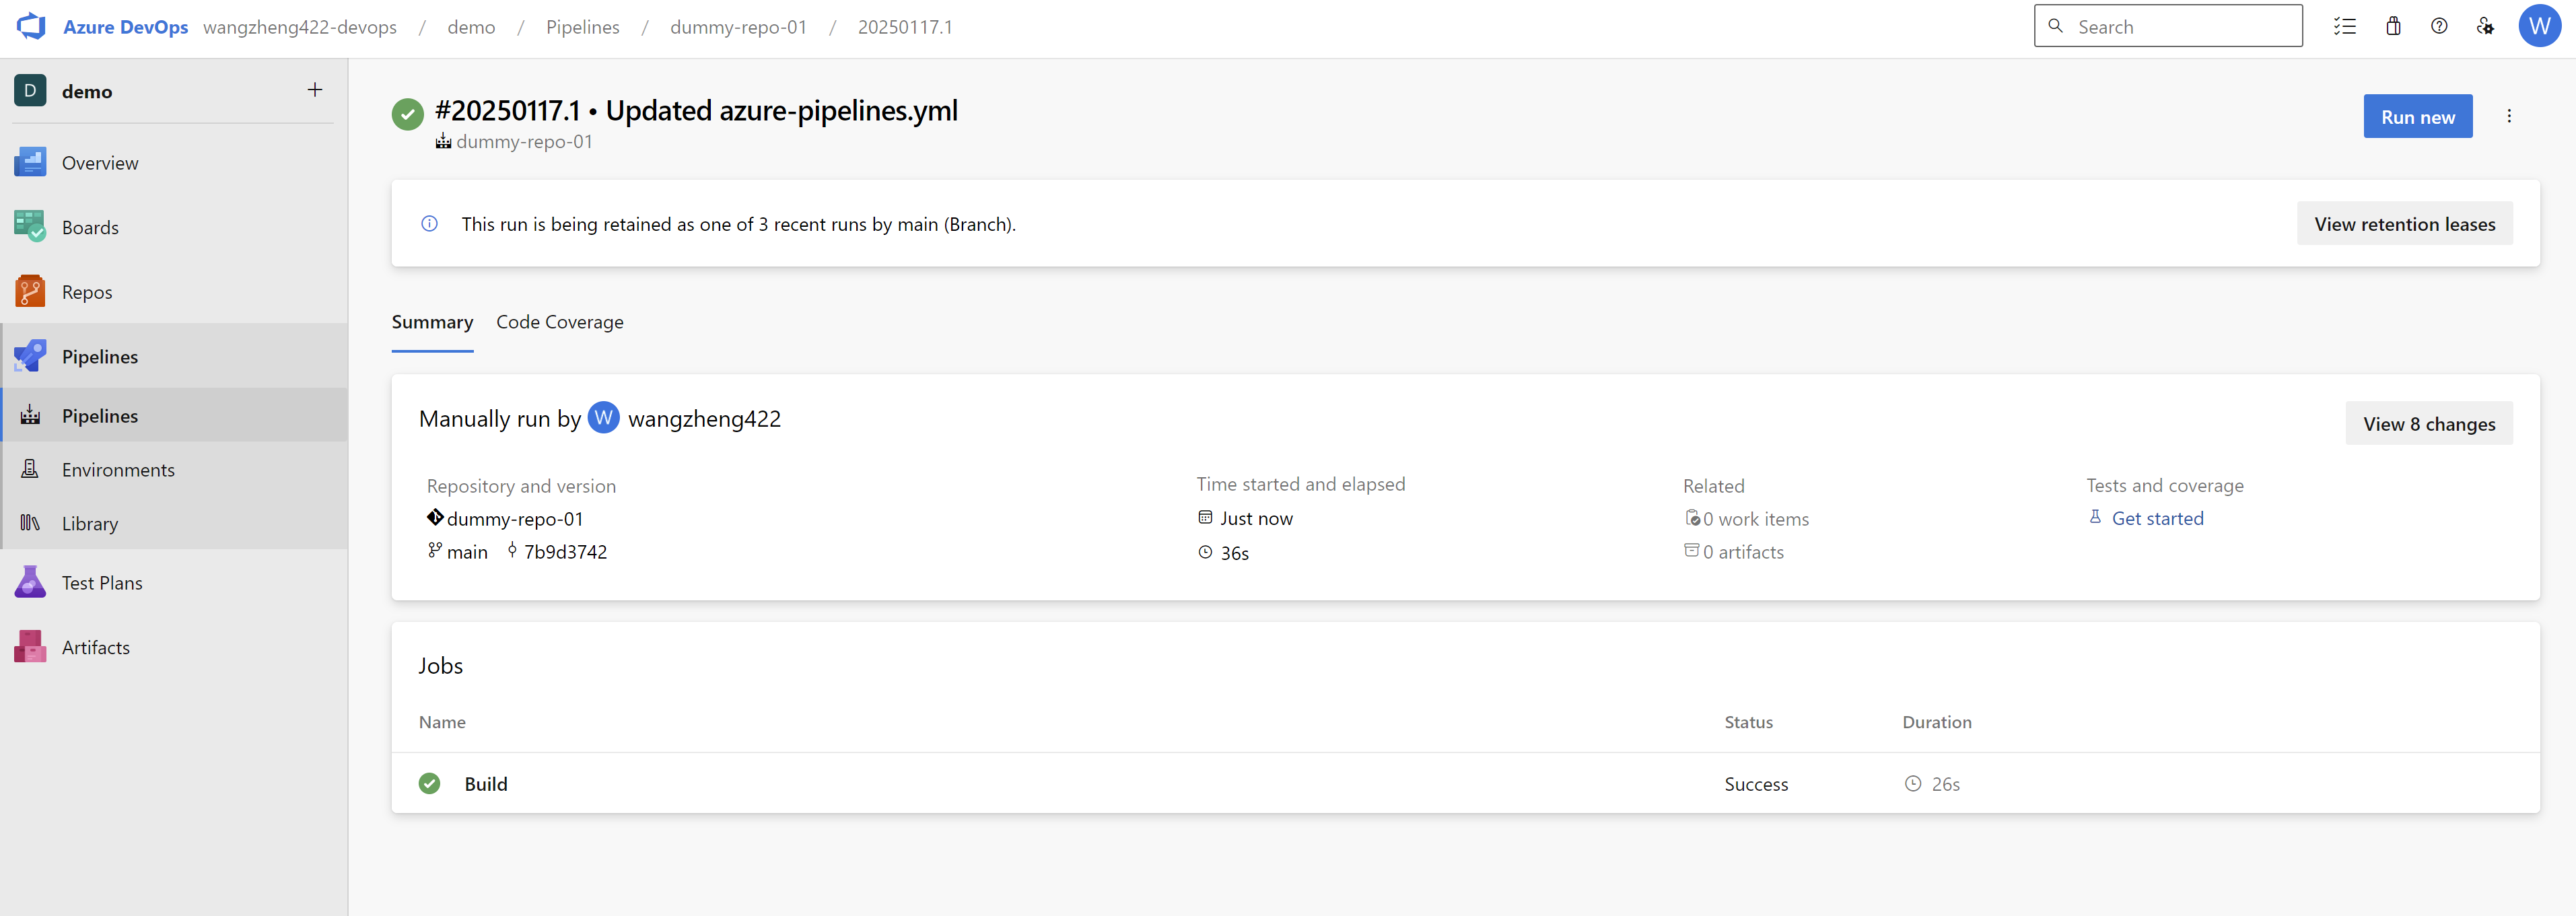 Azure DevOps wangzheng422-devops / demo / Pipelines / dummy-repo-01 / 20250117.1
Search
W
D demo
Overview
Boards
Repos
Pipelines
Pipelines
Environments
Library
Test Plans
Artifacts
#20250117.1 • Updated azure-pipelines.yml
dummy-repo-01
Run new
This run is being retained as one of 3 recent runs by main (Branch).
View retention leases
Summary Code Coverage
Manually run by W wangzheng422
View 8 changes
Repository and version
dummy-repo-01
main 7b9d3742
Time started and elapsed
Just now
36s
Related
0 work items
0 artifacts
Tests and coverage
Get started
Jobs
Name Status Duration
Build Success 26s